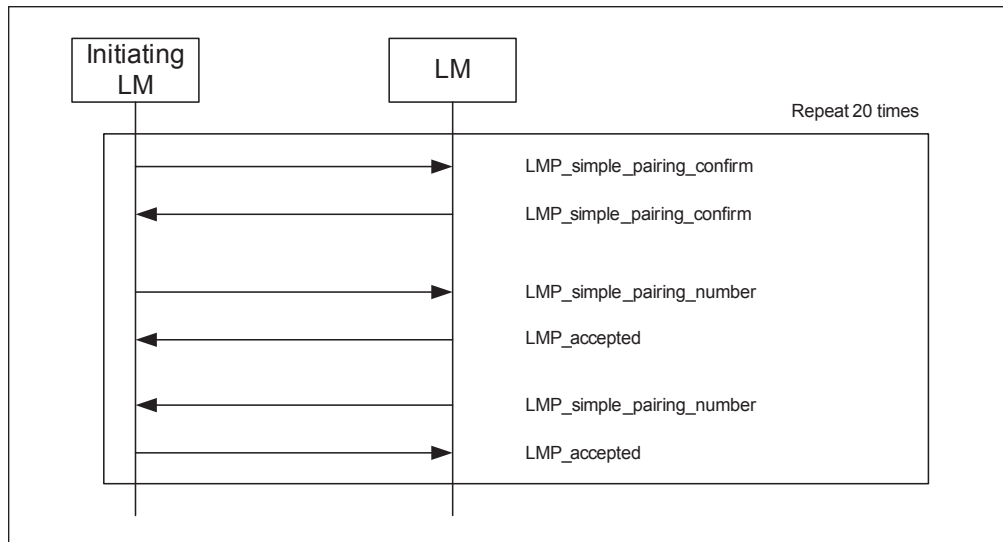 Initiating
LM
LM
Repeat 20 times
LMP_simple_pairing_confirm
LMP_simple_pairing_confirm
LMP_simple_pairing_number
LMP_accepted
LMP_simple_pairing_number
LMP_accepted